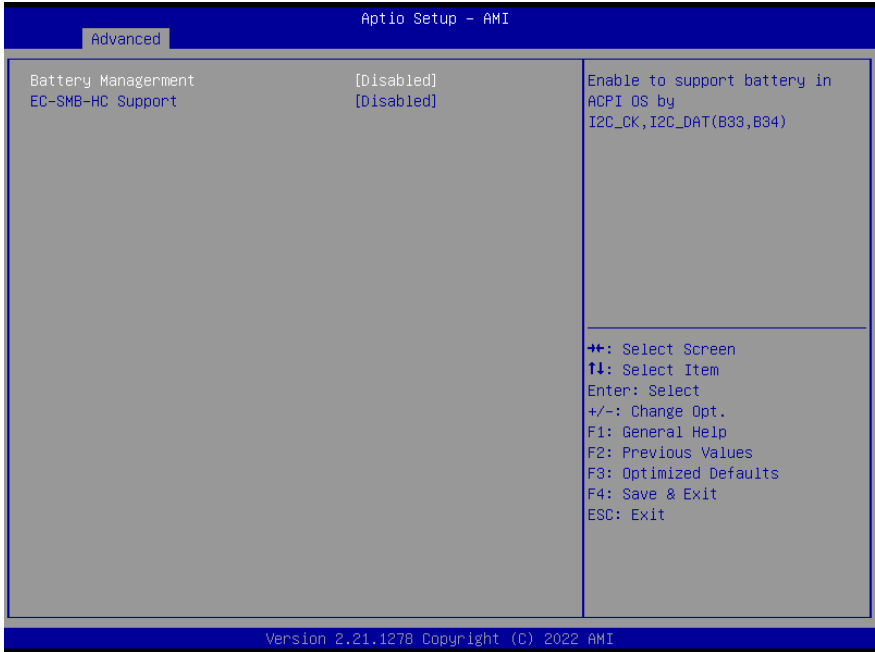 Aptio Setup – AMI
Advanced
Battery Managerment [Disabled]
EC-SMB-HC Support [Disabled]
Enable to support battery in
ACPI OS by
I2C_CK,I2C_DAT(B33,B34)
→←: Select Screen
↑↓: Select Item
Enter: Select
+/-: Change Opt.
F1: General Help
F2: Previous Values
F3: Optimized Defaults
F4: Save & Exit
ESC: Exit
Version 2.21.1278 Copyright (C) 2022 AMI